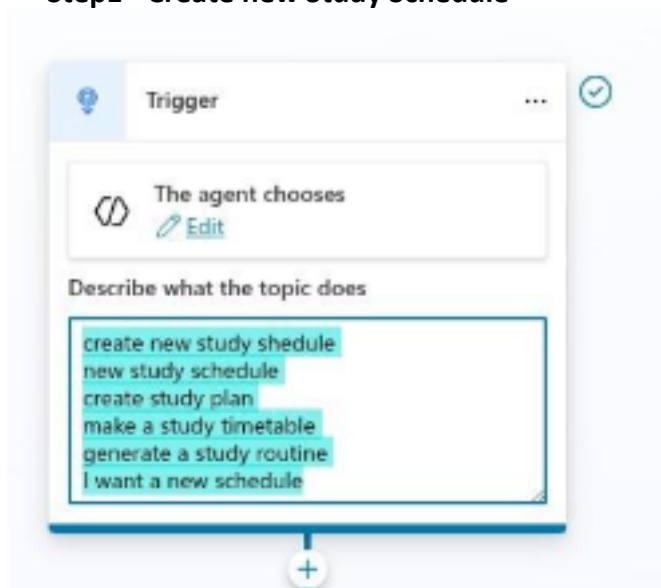 Step1 - Create new Study Schedule
Trigger
...
The agent chooses
Edit
Describe what the topic does
create new study shedule
new study schedule
create study plan
make a study timetable
generate a study routine
I want a new schedule